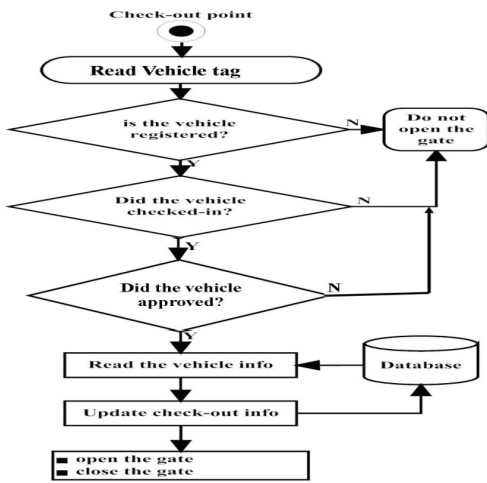 Check-out point
Read Vehicle tag
is the vehicle
registered?
N
Do not
open the
gate
Y
Did the vehicle
checked-in?
N
Y
Did the vehicle
approved?
N
Y
Read the vehicle info
Database
Update check-out info
open the gate
close the gate